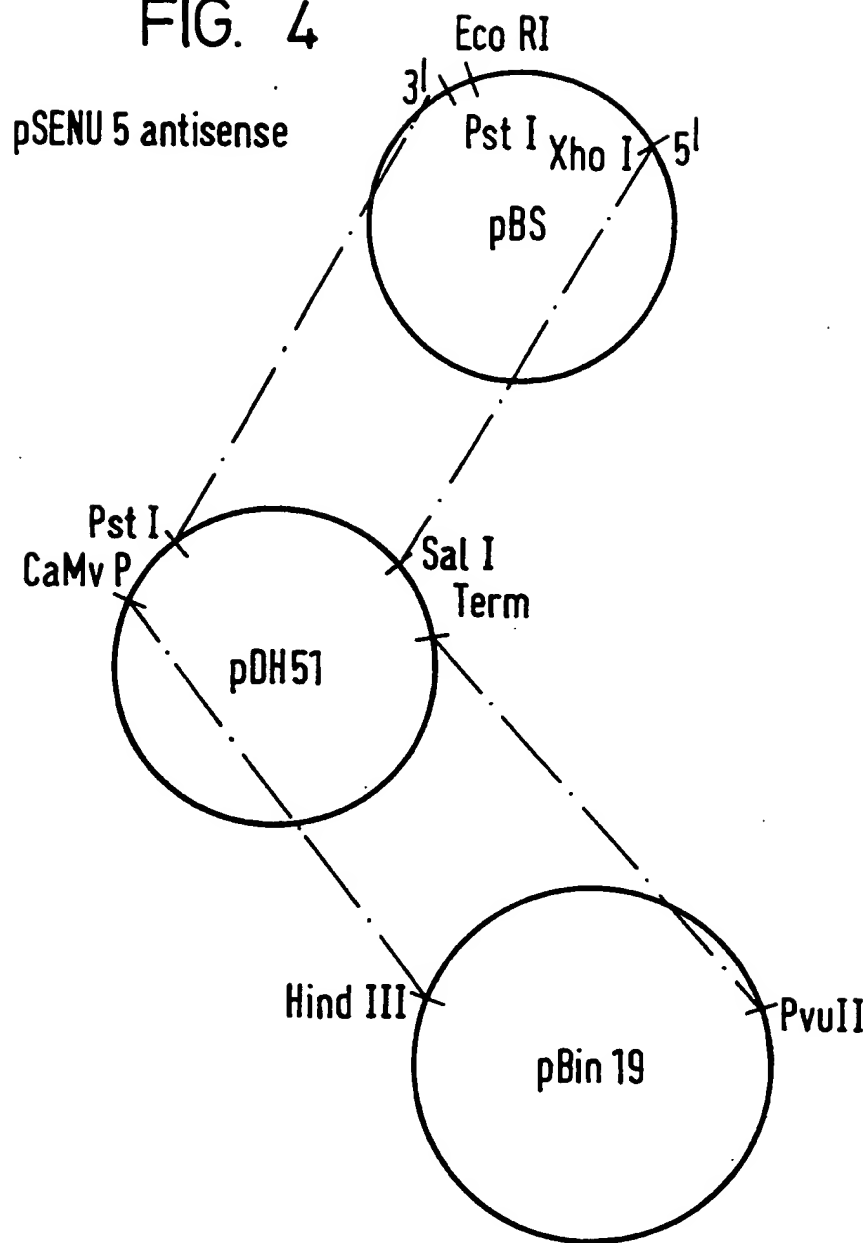 FIG. 4
Eco RI
3'
pSENU 5 antisense
Pst I
Xho I
5'
pBS
Pst I
Sal I
CaMv P
Term
pDH51
Hind III
PvuII
pBin 19